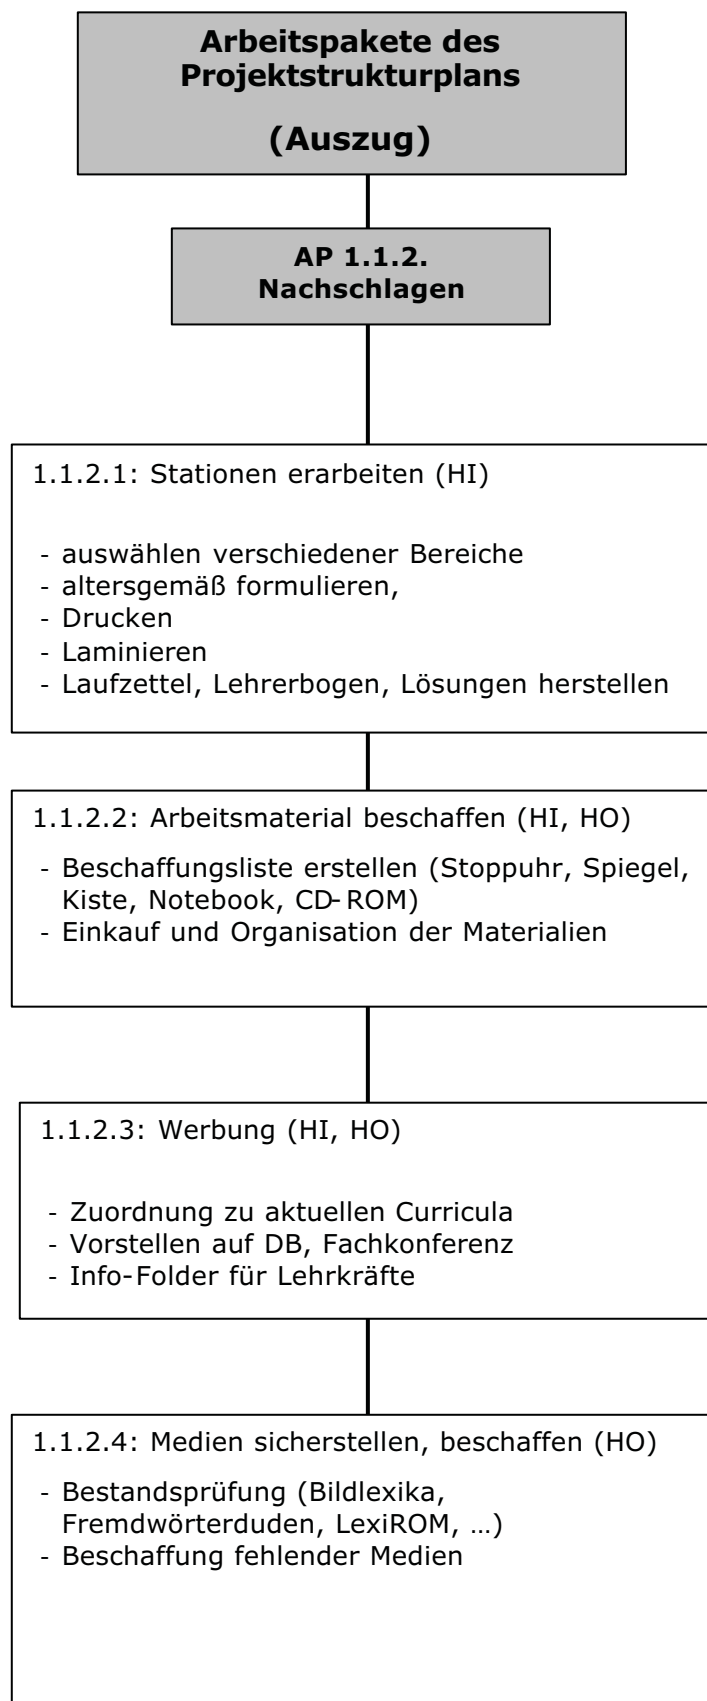 Arbeitspakete des
Projektstrukturplans
(Auszug)
AP 1.1.2.
Nachschlagen
1.1.2.1: Stationen erarbeiten (HI)
- auswählen verschiedener Bereiche
- altersgemäß formulieren,
- Drucken
- Laminieren
- Laufzettel, Lehrerbogen, Lösungen herstellen
1.1.2.2: Arbeitsmaterial beschaffen (HI, HO)
- Beschaffungsliste erstellen (Stoppuhr, Spiegel,
Kiste, Notebook, CD-ROM)
- Einkauf und Organisation der Materialien
1.1.2.3: Werbung (HI, HO)
- Zuordnung zu aktuellen Curricula
- Vorstellen auf DB, Fachkonferenz
- Info-Folder für Lehrkräfte
1.1.2.4: Medien sicherstellen, beschaffen (HO)
- Bestandsprüfung (Bildlexika,
Fremdwörterduden, LexiROM, …)
- Beschaffung fehlender Medien